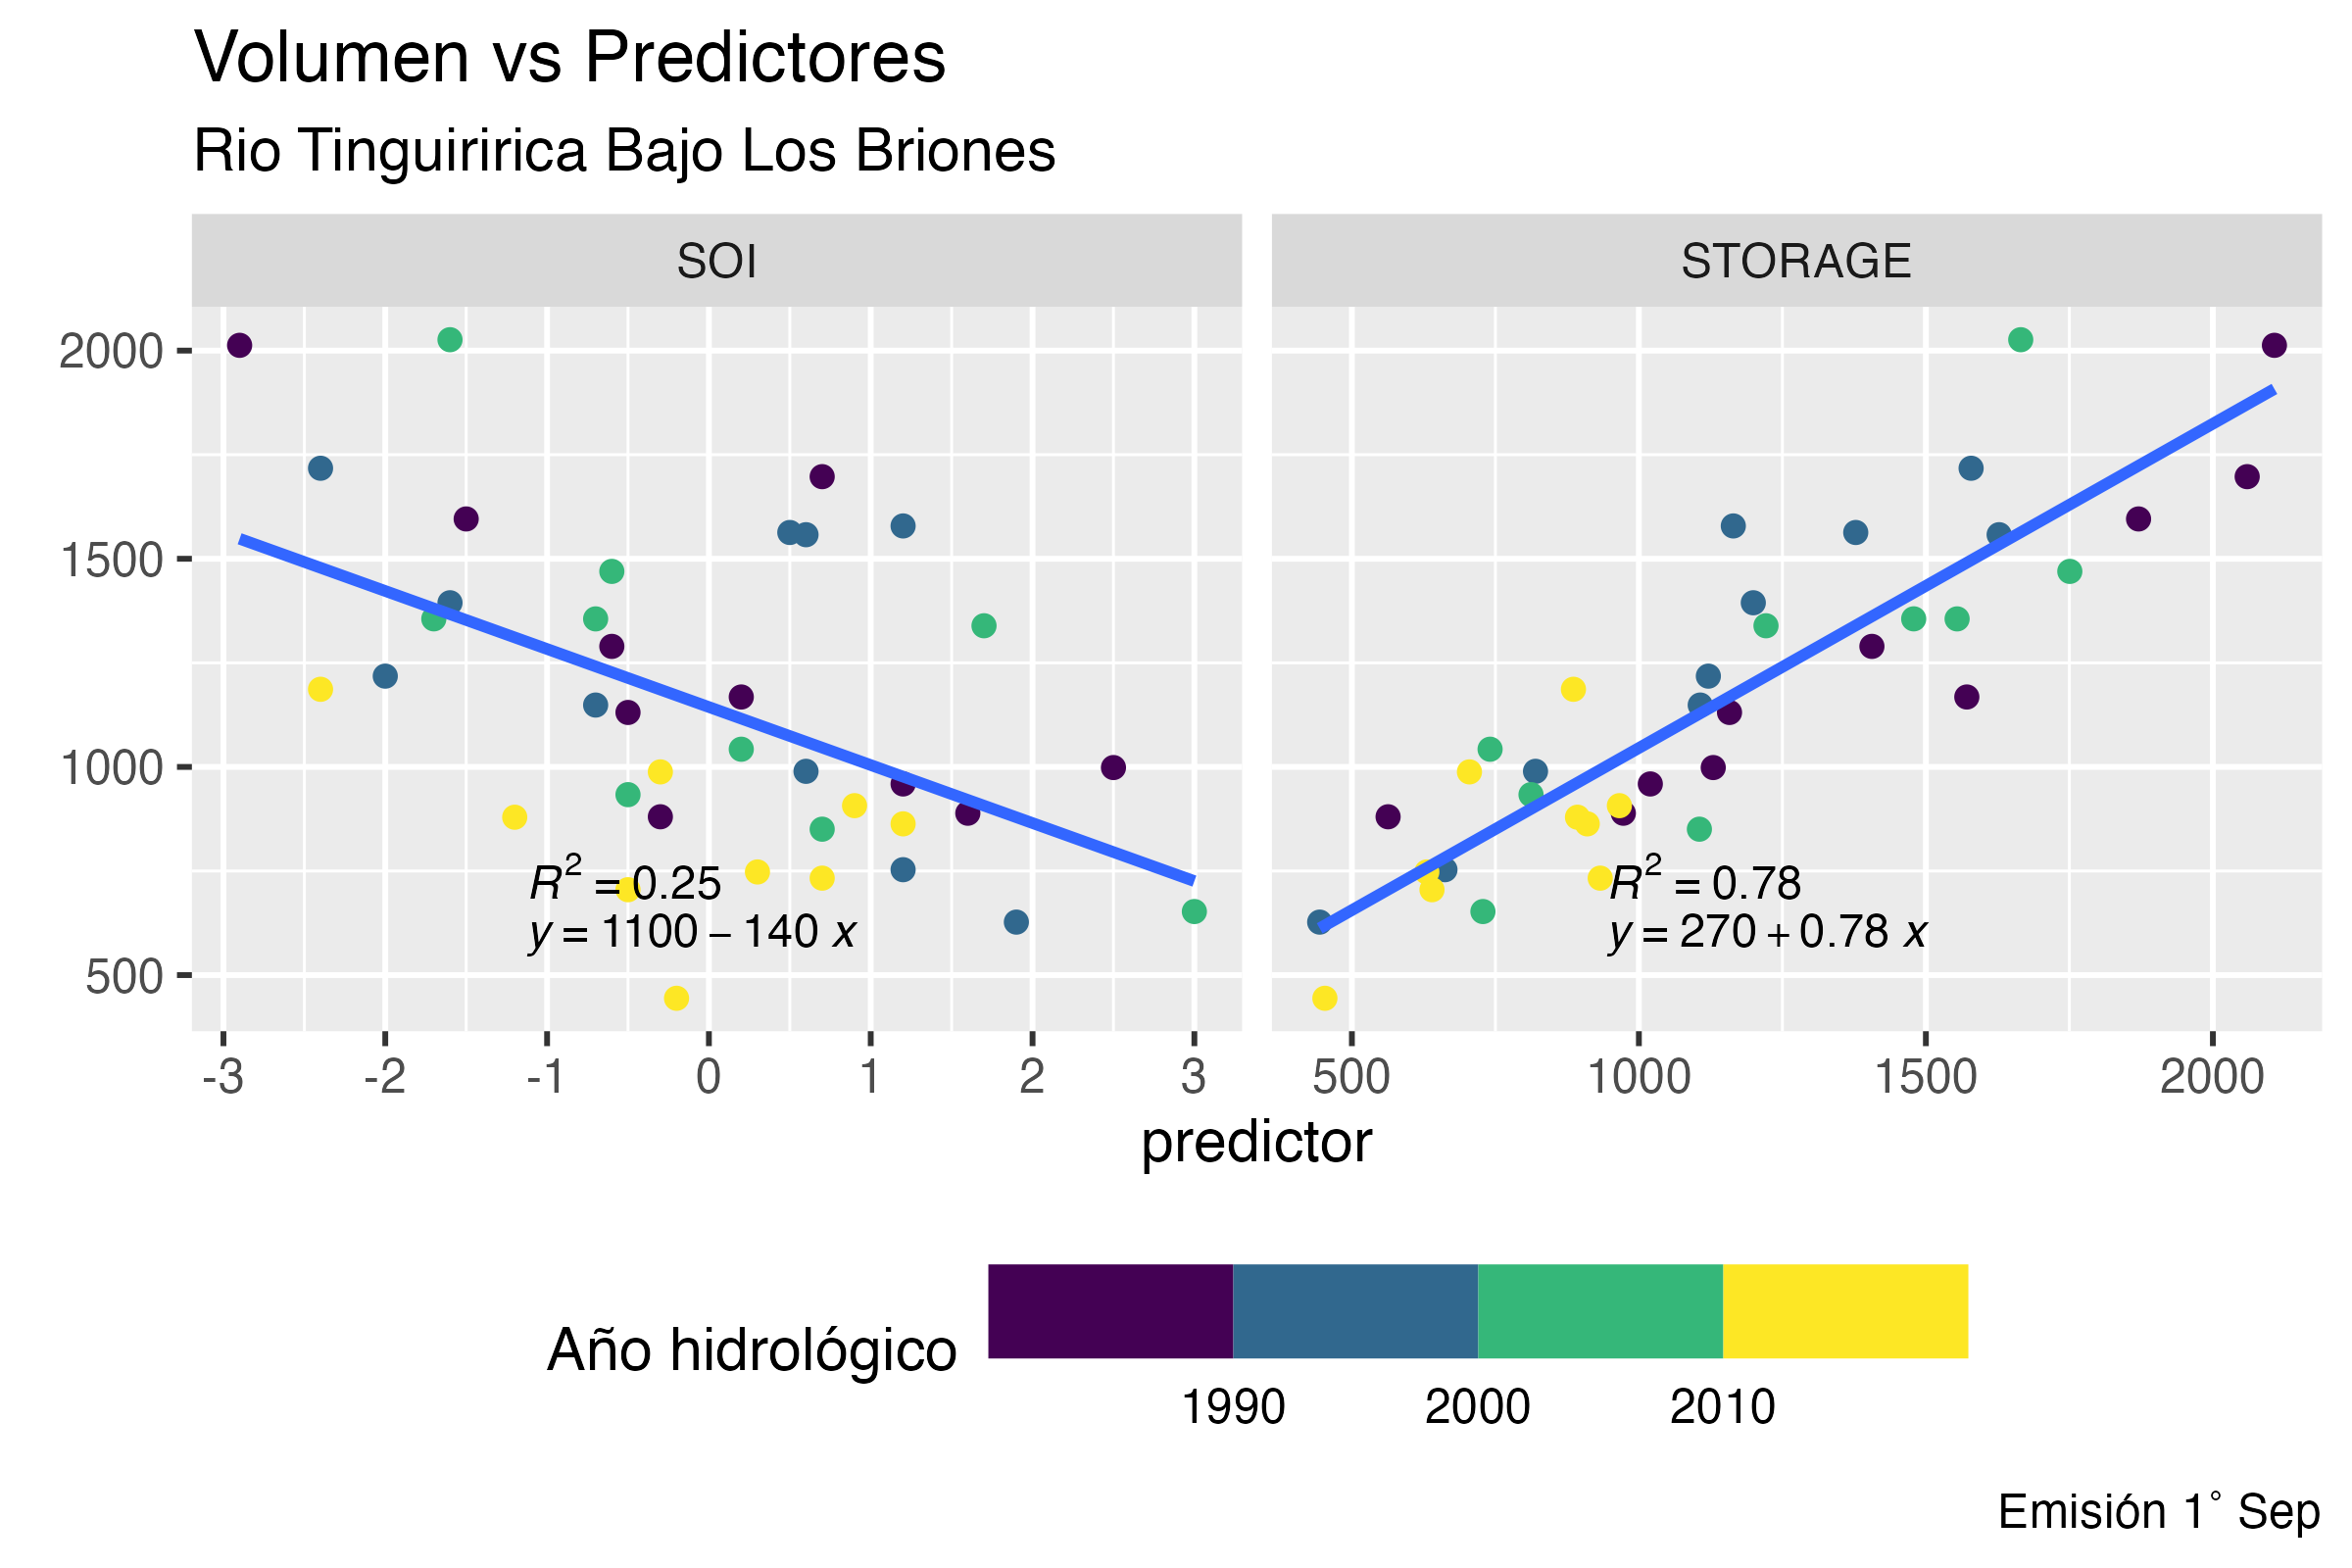 Volumen vs Predictores
Rio Tinguiririca Bajo Los Briones
SOI
STORAGE
2000
1500
1000
500
R² = 0.25
y = 1100 − 140 x
R² = 0.78
y = 270 + 0.78 x
-3 -2 -1 0 1 2 3
500 1000 1500 2000
predictor
Año hidrológico
1990 2000 2010
Emisión 1° Sep